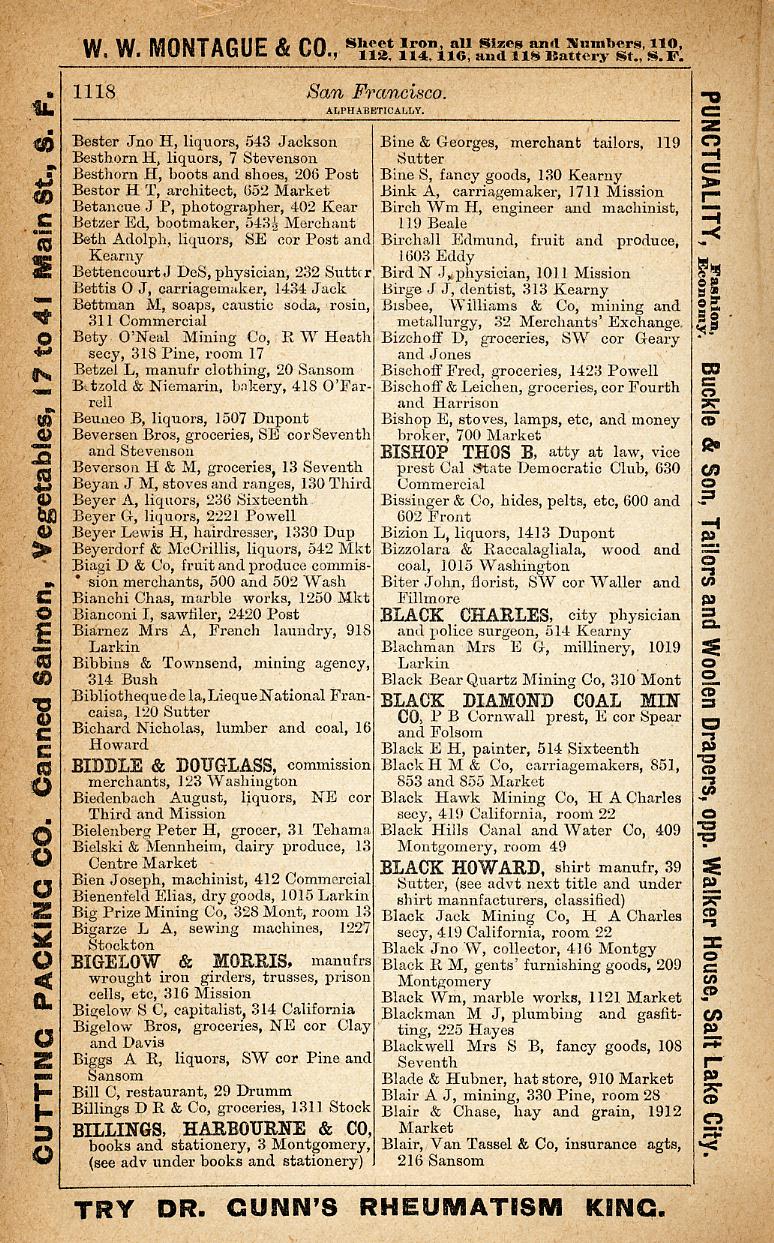 W. W. MONTAGUE & CO., Sheet Iron, all Sizes and Numbers, 110,
112, 114, 116, and 118 Battery St., S. F.
1118 San Francisco.
ALPHABETICALLY.
Bester Jno H, liquors, 543 Jackson
Besthorn H, liquors, 7 Stevenson
Besthorn H, boots and shoes, 206 Post
Bestor H T, architect, 652 Market
Betancue J P, photographer, 402 Kear
Betzer Ed, bootmaker, 543½ Merchant
Beth Adolph, liquors, SE cor Post and
Kearny
Bettencourt J DeS, physician, 232 Sutter
Bettis O J, carriagemaker, 1434 Jack
Bettman M, soaps, caustic soda, rosin,
311 Commercial
Bety O'Neal Mining Co, R W Heath
secy, 318 Pine, room 17
Betzel L, manufr clothing, 20 Sansom
Betzold & Niemarin, bakery, 418 O'Far-
rell
Beuneo B, liquors, 1507 Dupont
Beversen Bros, groceries, SE cor Seventh
and Stevenson
Beverson H & M, groceries, 13 Seventh
Beyan J M, stoves and ranges, 130 Third
Beyer A, liquors, 236 Sixteenth
Beyer G, liquors, 2221 Powell
Beyer Lewis H, hairdresser, 1330 Dup
Beyerdorf & McCrillis, liquors, 542 Mkt
Biagi D & Co, fruit and produce commis-
sion merchants, 500 and 502 Wash
Bianchi Chas, marble works, 1250 Mkt
Bianconi I, sawfiler, 2420 Post
Biarnez Mrs A, French laundry, 918
Larkin
Bibbins & Townsend, mining agency,
314 Bush
Bibliotheque de la, Lieque National Fran-
caisa, 120 Sutter
Bichard Nicholas, lumber and coal, 16
Howard
BIDDLE & DOUGLASS, commission
merchants, 123 Washington
Biedenbach August, liquors, NE cor
Third and Mission
Bielenberg Peter H, grocer, 31 Tehama
Bielski & Mennheim, dairy produce, 13
Centre Market
Bien Joseph, machinist, 412 Commercial
Bienenfeld Elias, dry goods, 1015 Larkin
Big Prize Mining Co, 328 Mont, room 13
Bigarze L A, sewing machines, 1227
Stockton
BIGELOW & MORRIS, manufrs
wrought iron girders, trusses, prison
cells, etc, 316 Mission
Bigelow S C, capitalist, 314 California
Bigelow Bros, groceries, NE cor Clay
and Davis
Biggs A R, liquors, SW cor Pine and
Sansom
Bill C, restaurant, 29 Drumm
Billings D R & Co, groceries, 1311 Stock
BILLINGS, HARBOURNE & CO,
books and stationery, 3 Montgomery,
(see adv under books and stationery)
Bine & Georges, merchant tailors, 119
Sutter
Bine S, fancy goods, 130 Kearny
Bink A, carriagemaker, 1711 Mission
Birch Wm H, engineer and machinist,
119 Beale
Birchall Edmund, fruit and produce,
1603 Eddy
Bird N J, physician, 1011 Mission
Birge J J, dentist, 313 Kearny
Bisbee, Williams & Co, mining and
metallurgy, 32 Merchants' Exchange
Bizchoff D, groceries, SW cor Geary
and Jones
Bischoff Fred, groceries, 1423 Powell
Bischoff & Leichen, groceries, cor Fourth
and Harrison
Bishop E, stoves, lamps, etc, and money
broker, 700 Market
BISHOP THOS B, atty at law, vice
prest Cal State Democratic Club, 630
Commercial
Bissinger & Co, hides, pelts, etc, 600 and
602 Front
Bizion L, liquors, 1413 Dupont
Bizzolara & Raccalagliala, wood and
coal, 1015 Washington
Biter John, florist, SW cor Waller and
Fillmore
BLACK CHARLES, city physician
and police surgeon, 514 Kearny
Blachman Mrs E G, millinery, 1019
Larkin
Black Bear Quartz Mining Co, 310 Mont
BLACK DIAMOND COAL MIN
CO, P B Cornwall prest, E cor Spear
and Folsom
Black E H, painter, 514 Sixteenth
Black H M & Co, carriagemakers, 851,
853 and 855 Market
Black Hawk Mining Co, H A Charles
secy, 419 California, room 22
Black Hills Canal and Water Co, 409
Montgomery, room 49
BLACK HOWARD, shirt manufr, 39
Sutter, (see advt next title and under
shirt mannfacturers, classified)
Black Jack Mining Co, H A Charles
secy, 419 California, room 22
Black Jno W, collector, 416 Montgy
Black R M, gents' furnishing goods, 209
Montgomery
Black Wm, marble works, 1121 Market
Blackman M J, plumbing and gasfit-
ting, 225 Hayes
Blackwell Mrs S B, fancy goods, 108
Seventh
Blade & Hubner, hat store, 910 Market
Blair A J, mining, 330 Pine, room 28
Blair & Chase, hay and grain, 1912
Market
Blair, Van Tassel & Co, insurance agts,
216 Sansom
CUTTING PACKING CO. Canned Salmon, Vegetables, 17 to 41 Main St., S. F.
PUNCTUALITY, Fashion, Economy. Buckle & Son, Tailors and Woolen Drapers, opp. Walker House, Salt Lake City.
TRY DR. GUNN'S RHEUMATISM KING.